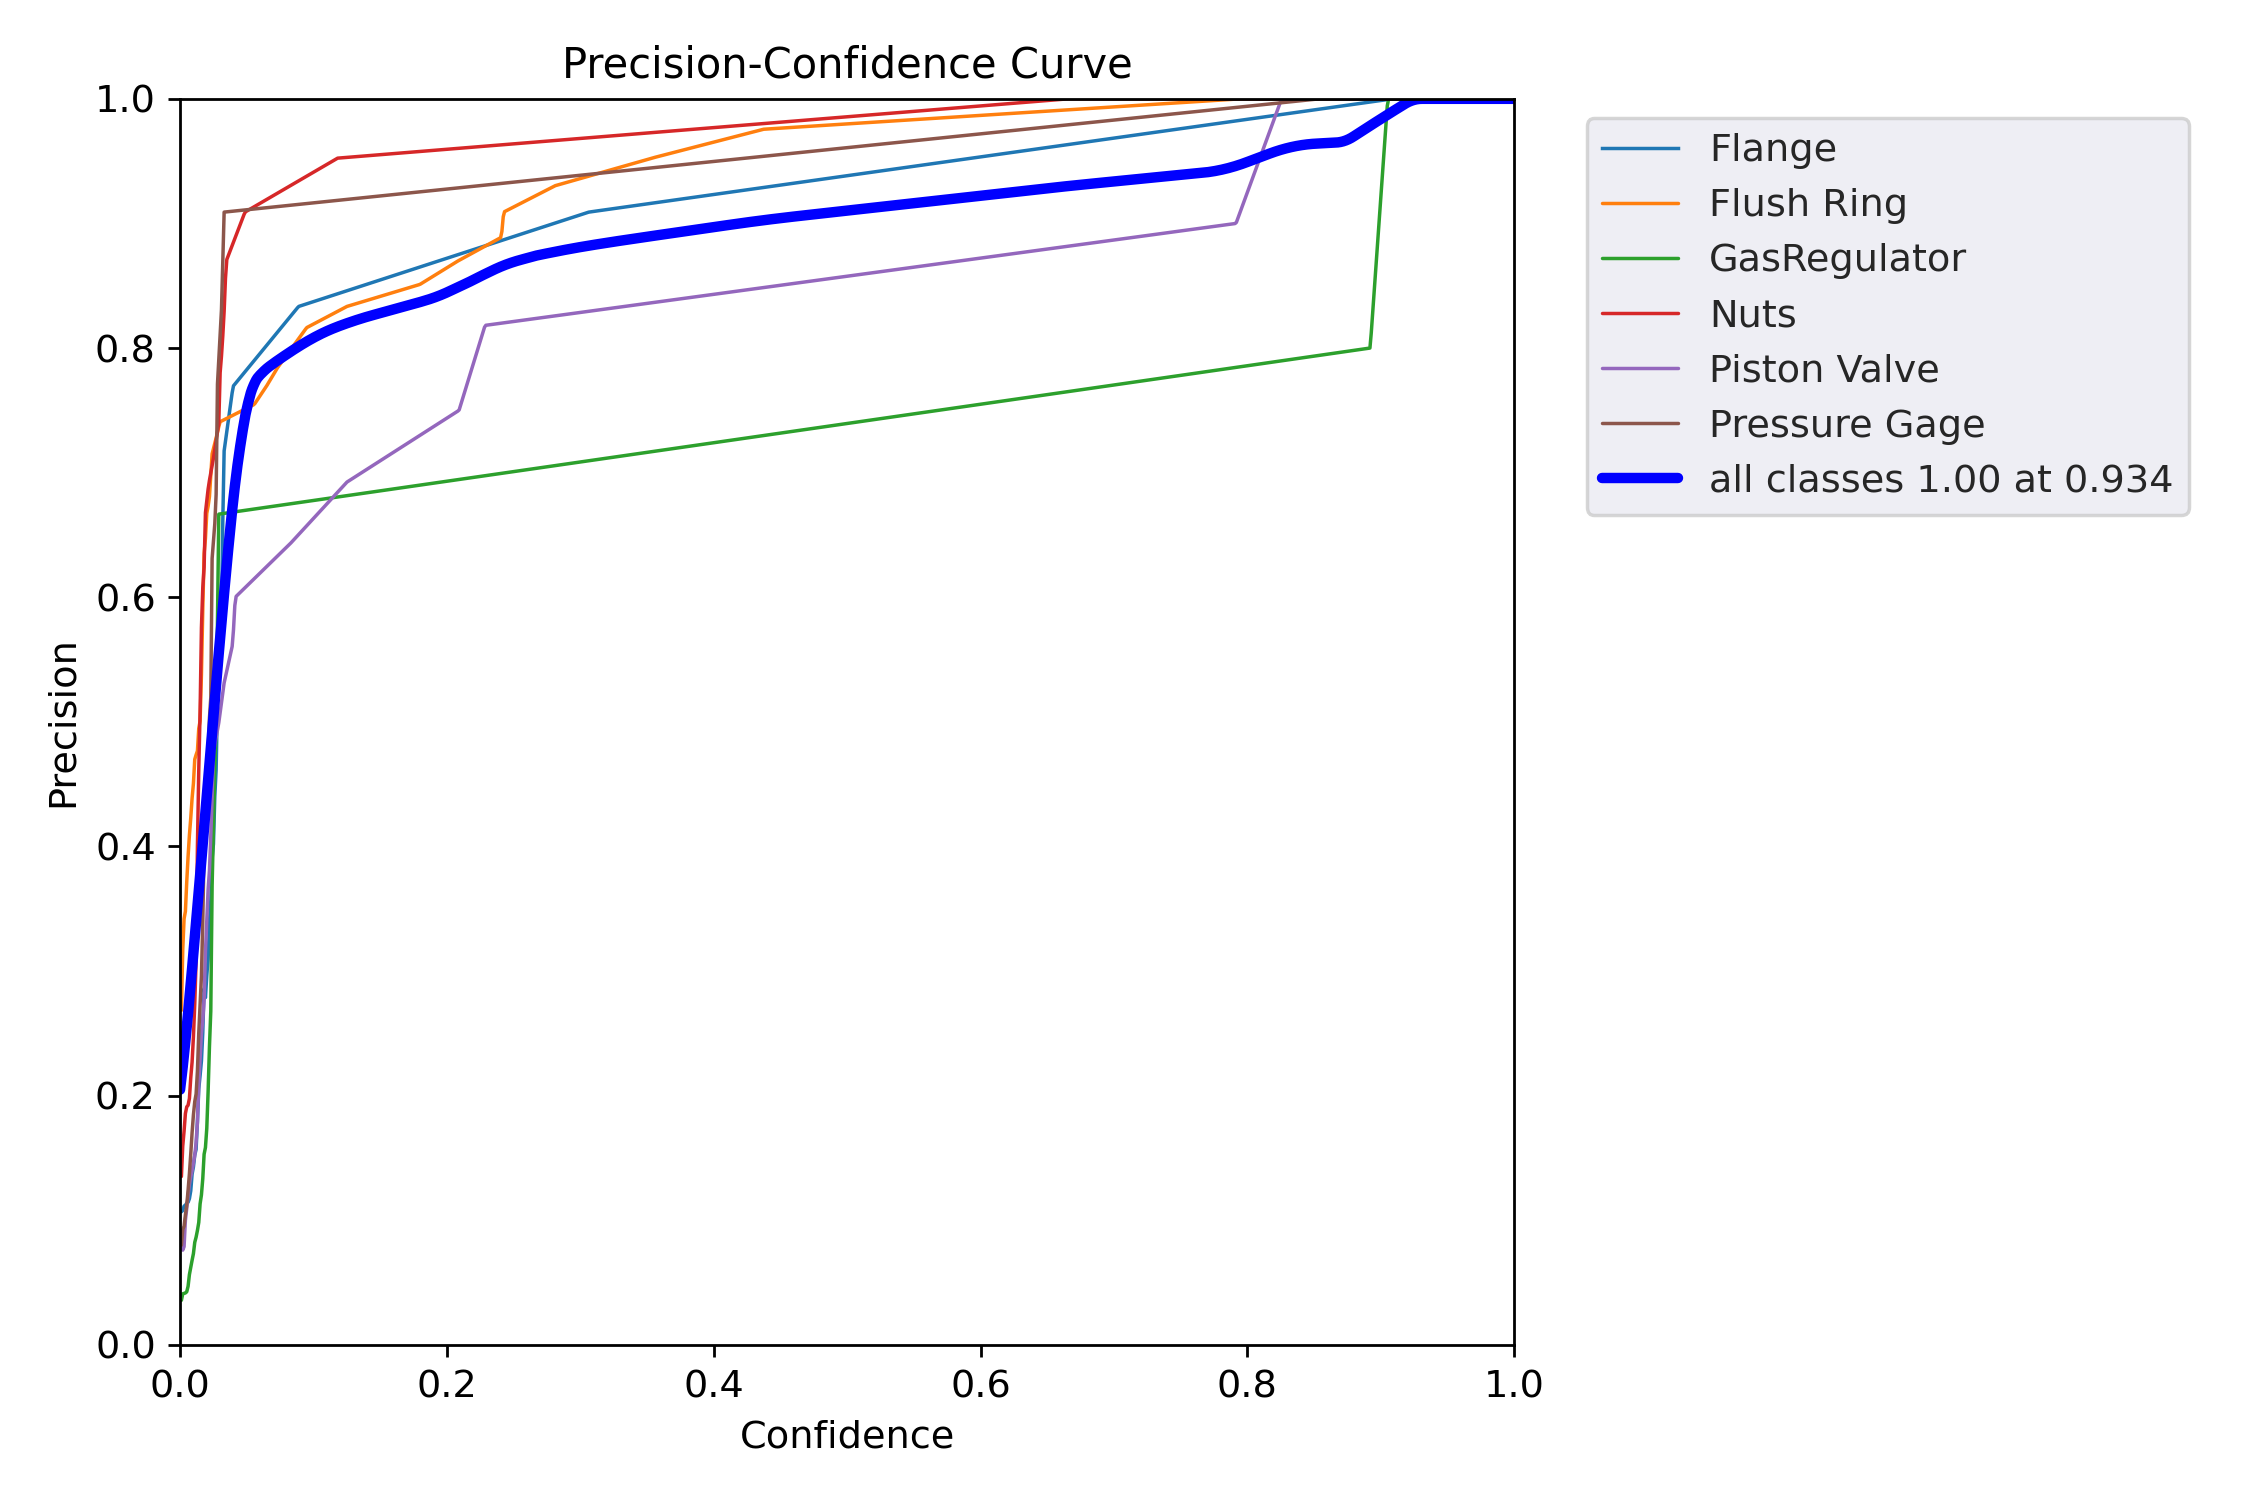 Precision-Confidence Curve
1.0
0.8
0.6
0.4
0.2
0.0
0.0 0.2 0.4 0.6 0.8 1.0
Precision
Confidence
Flange
Flush Ring
GasRegulator
Nuts
Piston Valve
Pressure Gage
all classes 1.00 at 0.934